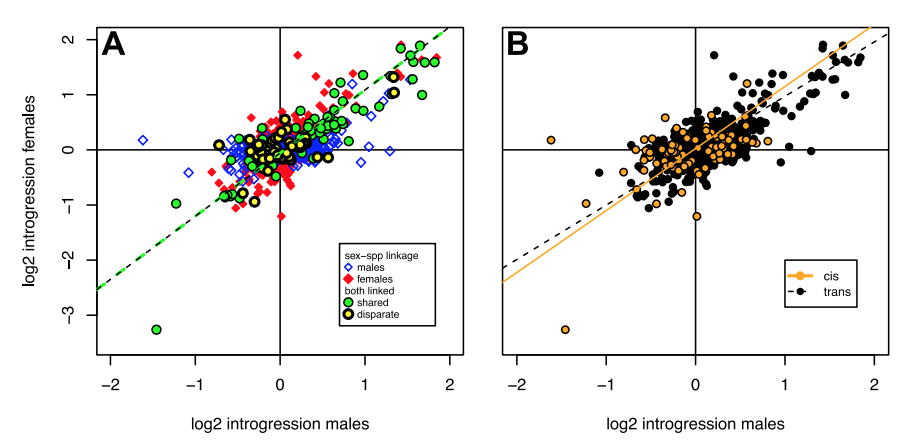 A
B
log2 introgression females
2
1
0
−1
−2
−3
sex−spp linkage
males
females
both linked
shared
disparate
cis
trans
−2 −1 0 1 2
−2 −1 0 1 2
log2 introgression males
log2 introgression males